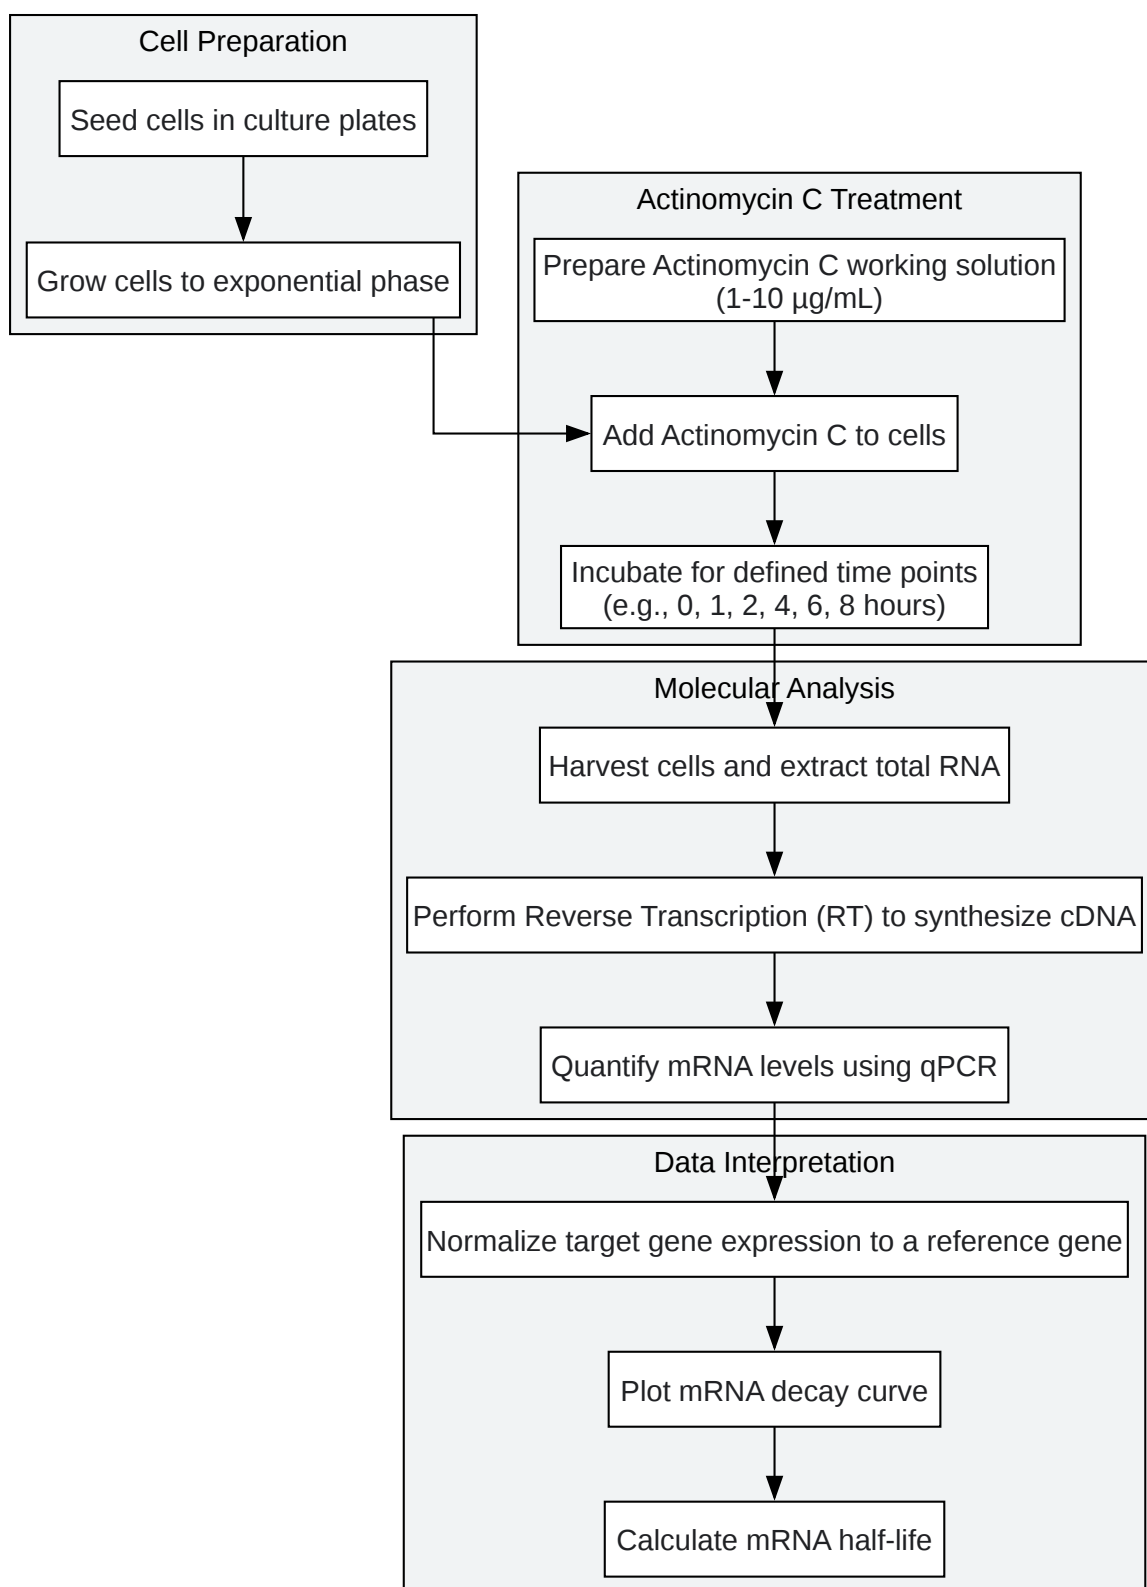 Cell Preparation
Seed cells in culture plates
Grow cells to exponential phase
Actinomycin C Treatment
Prepare Actinomycin C working solution
(1-10 µg/mL)
Add Actinomycin C to cells
Incubate for defined time points
(e.g., 0, 1, 2, 4, 6, 8 hours)
Molecular Analysis
Harvest cells and extract total RNA
Perform Reverse Transcription (RT) to synthesize cDNA
Quantify mRNA levels using qPCR
Data Interpretation
Normalize target gene expression to a reference gene
Plot mRNA decay curve
Calculate mRNA half-life